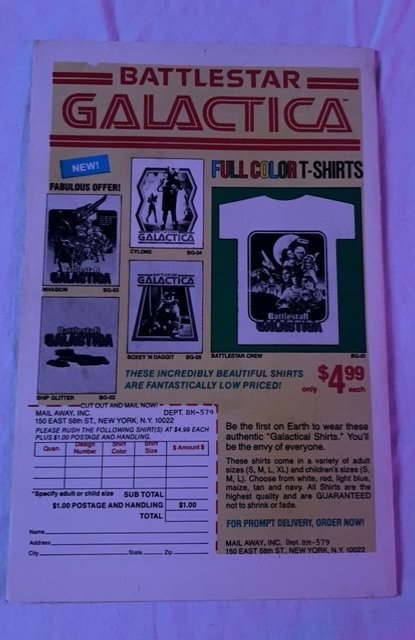 BATTLESTAR
GALACTICA™
NEW!
FABULOUS OFFER!
FULL COLOR T-SHIRTS
GALACTICA
CYLONS BG-04
Battlestar
GALACTICA
INVASION BG-03
BATTLESTAR
GALACTICA
BOXEY 'N DAGGIT BG-05
Battlestar
GALACTICA
SHIP GLITTER BG-02
Battlestar
GALACTICA
BATTLESTAR CREW BG-01
THESE INCREDIBLY BEAUTIFUL SHIRTS
ARE FANTASTICALLY LOW PRICED!
only $4.99 each
CUT OUT AND MAIL NOW!
MAIL AWAY, INC. DEPT. BM-579
150 EAST 58th ST., NEW YORK, N.Y. 10022
PLEASE RUSH THE FOLLOWING SHIRT(S) AT $4.99 EACH
PLUS $1.00 POSTAGE AND HANDLING.
Quan. Design Number Shirt Color Shirt Size $ Amount $
*Specify adult or child size SUB TOTAL
$1.00 POSTAGE AND HANDLING $1.00
TOTAL
Name
Address
City State Zip
Be the first on Earth to wear these
authentic "Galactical Shirts." You'll
be the envy of everyone.
These shirts come in a variety of adult
sizes (S, M, L, XL) and children's sizes (S,
M, L). Choose from white, red, light blue,
maize, tan and navy. All Shirts are the
highest quality and are GUARANTEED
not to shrink or fade.
FOR PROMPT DELIVERY, ORDER NOW!
MAIL AWAY, INC. Dept. BM-579
150 EAST 58th ST., NEW YORK, N.Y. 10022